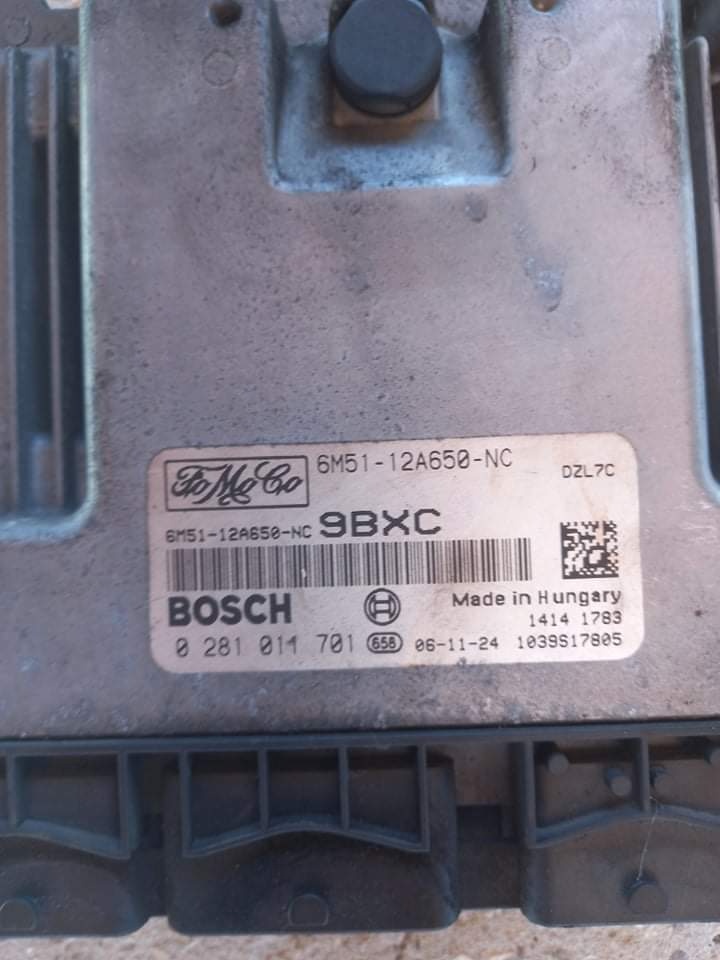 FoMoCo 6M51-12A650-NC DZL7C
6M51-12A650-NC 9BXC
BOSCH Made in Hungary
1414 1783
0 281 011 701 658 06-11-24 1039S17805